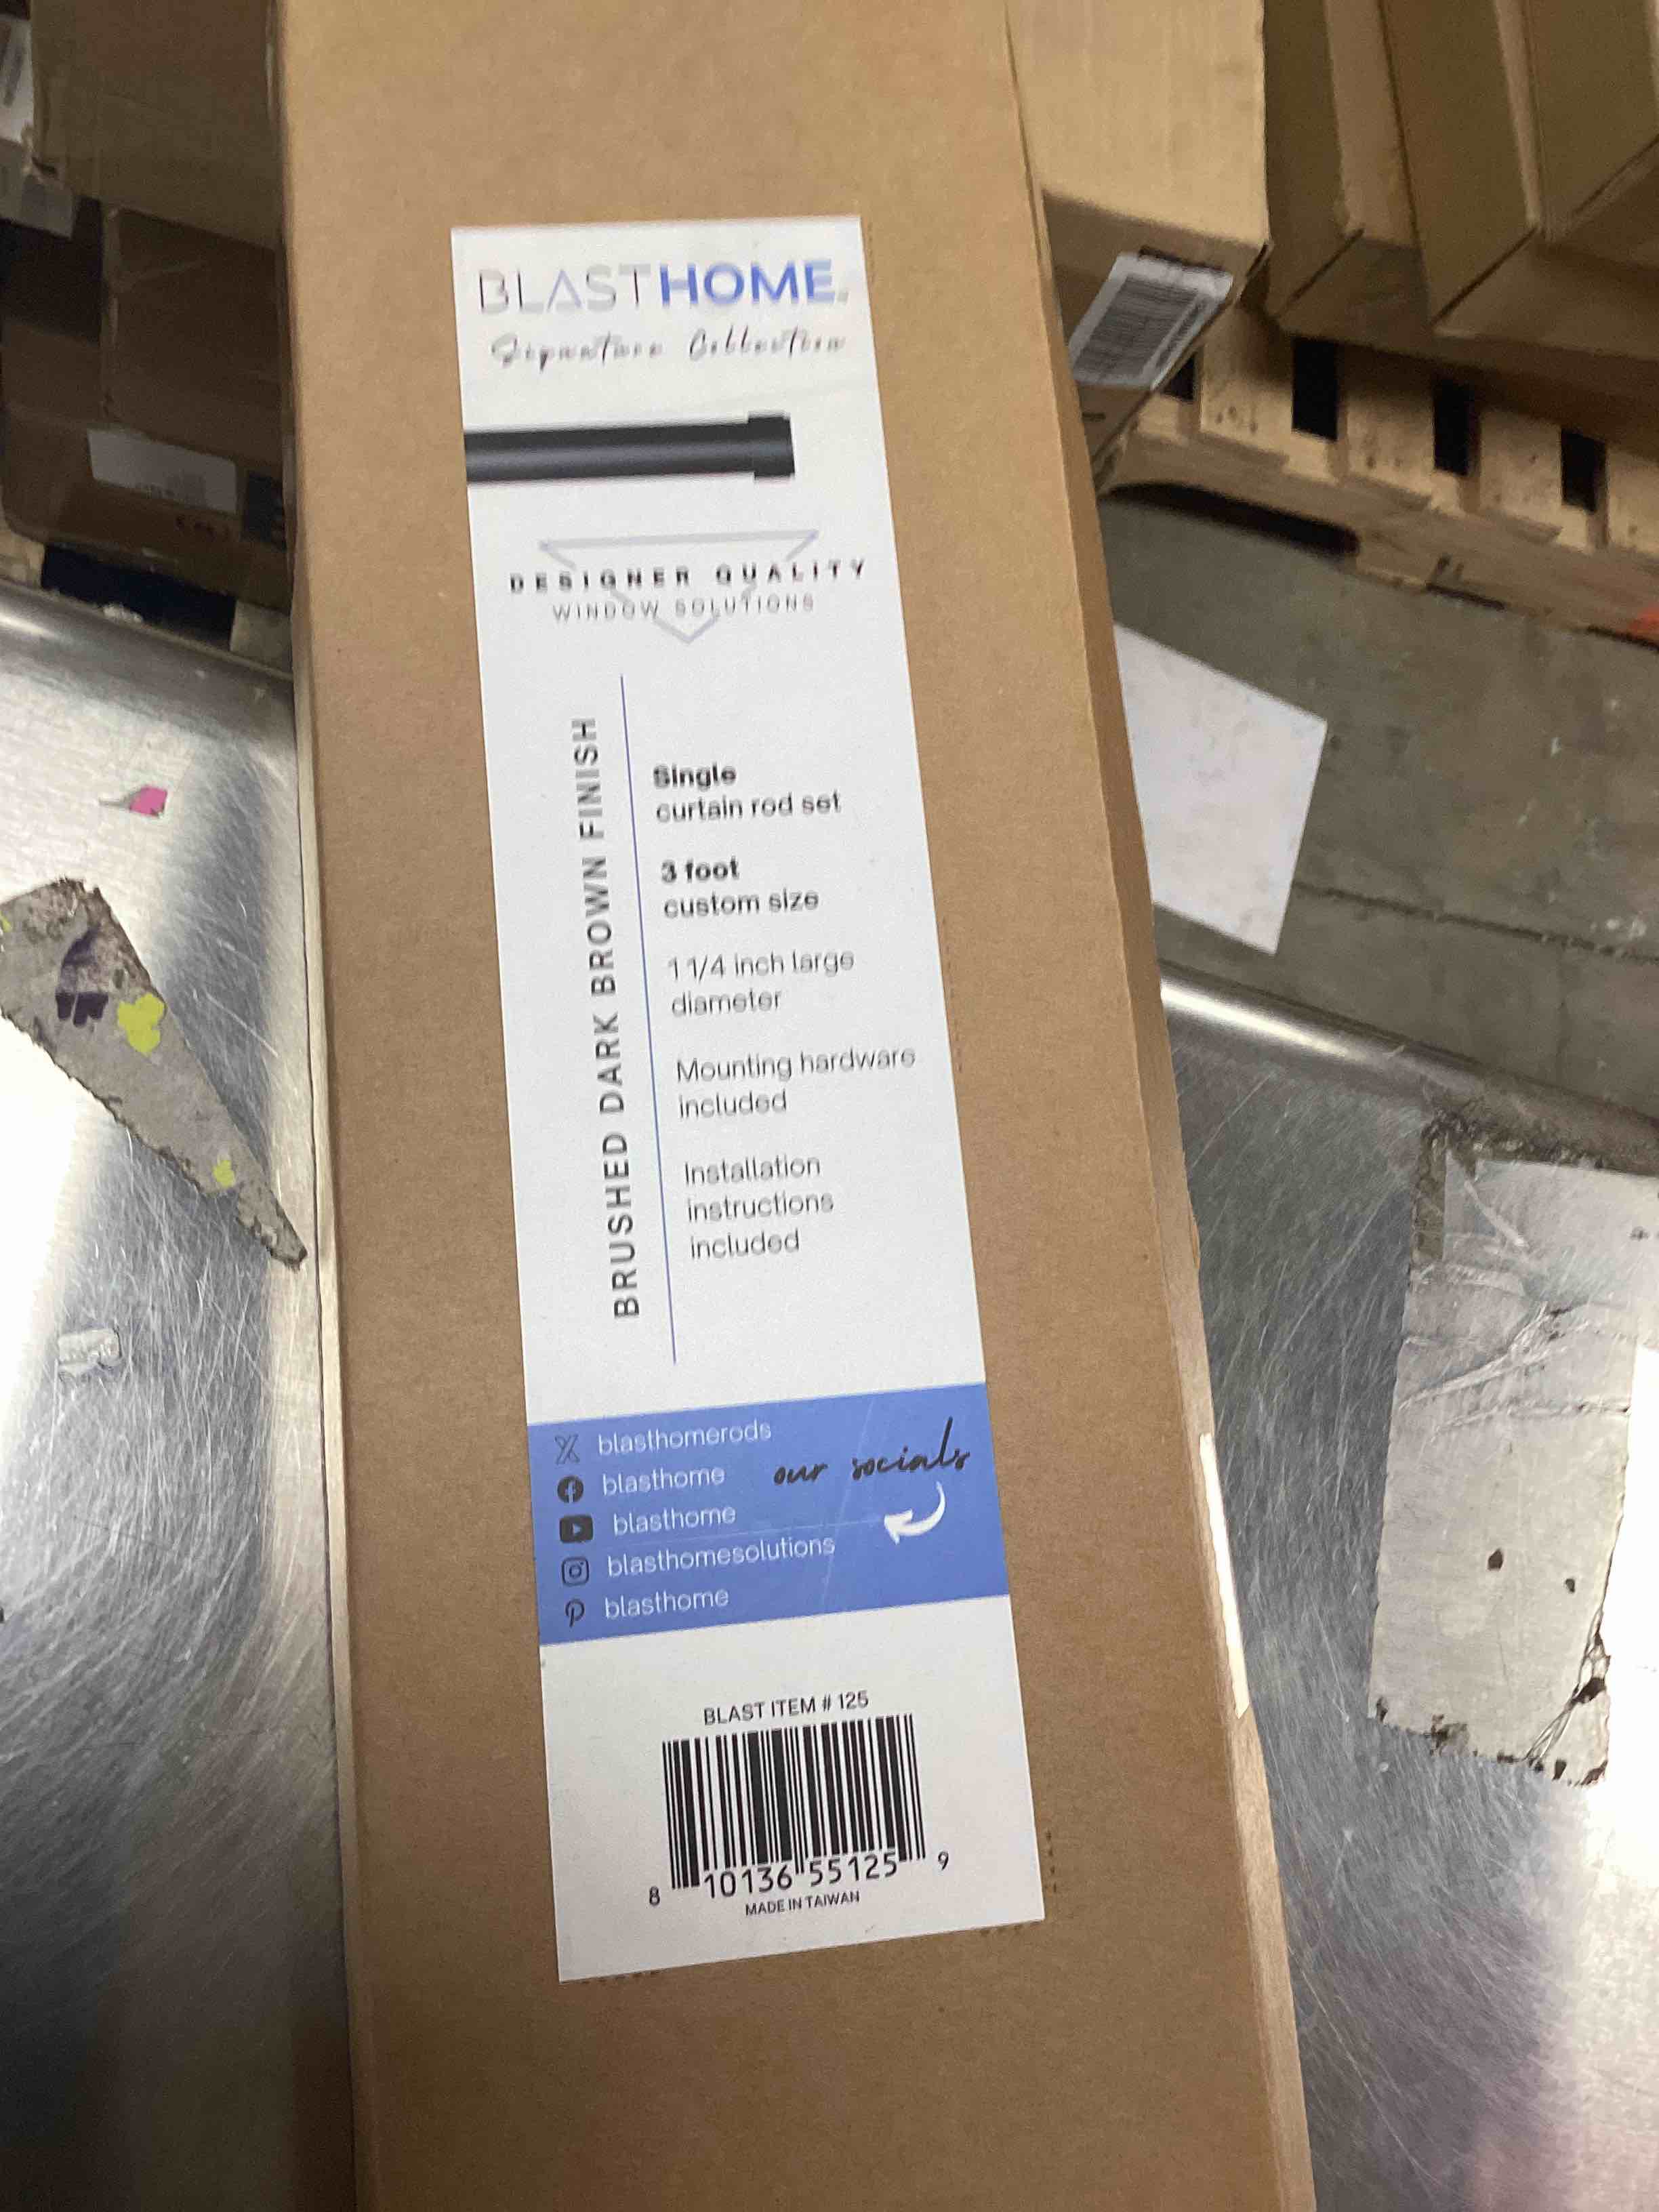 BLASTHOME.
Signature Collection
DESIGNER QUALITY
WINDOW SOLUTIONS
BRUSHED DARK BROWN FINISH
Single
curtain rod set
3 foot
custom size
1 1/4 inch large
diameter
Mounting hardware
included
Installation
instructions
included
blasthomerods
blasthome
blasthome
blasthomesolutions
blasthome
our socials
BLAST ITEM # 125
8 10136 55125 9
MADE IN TAIWAN